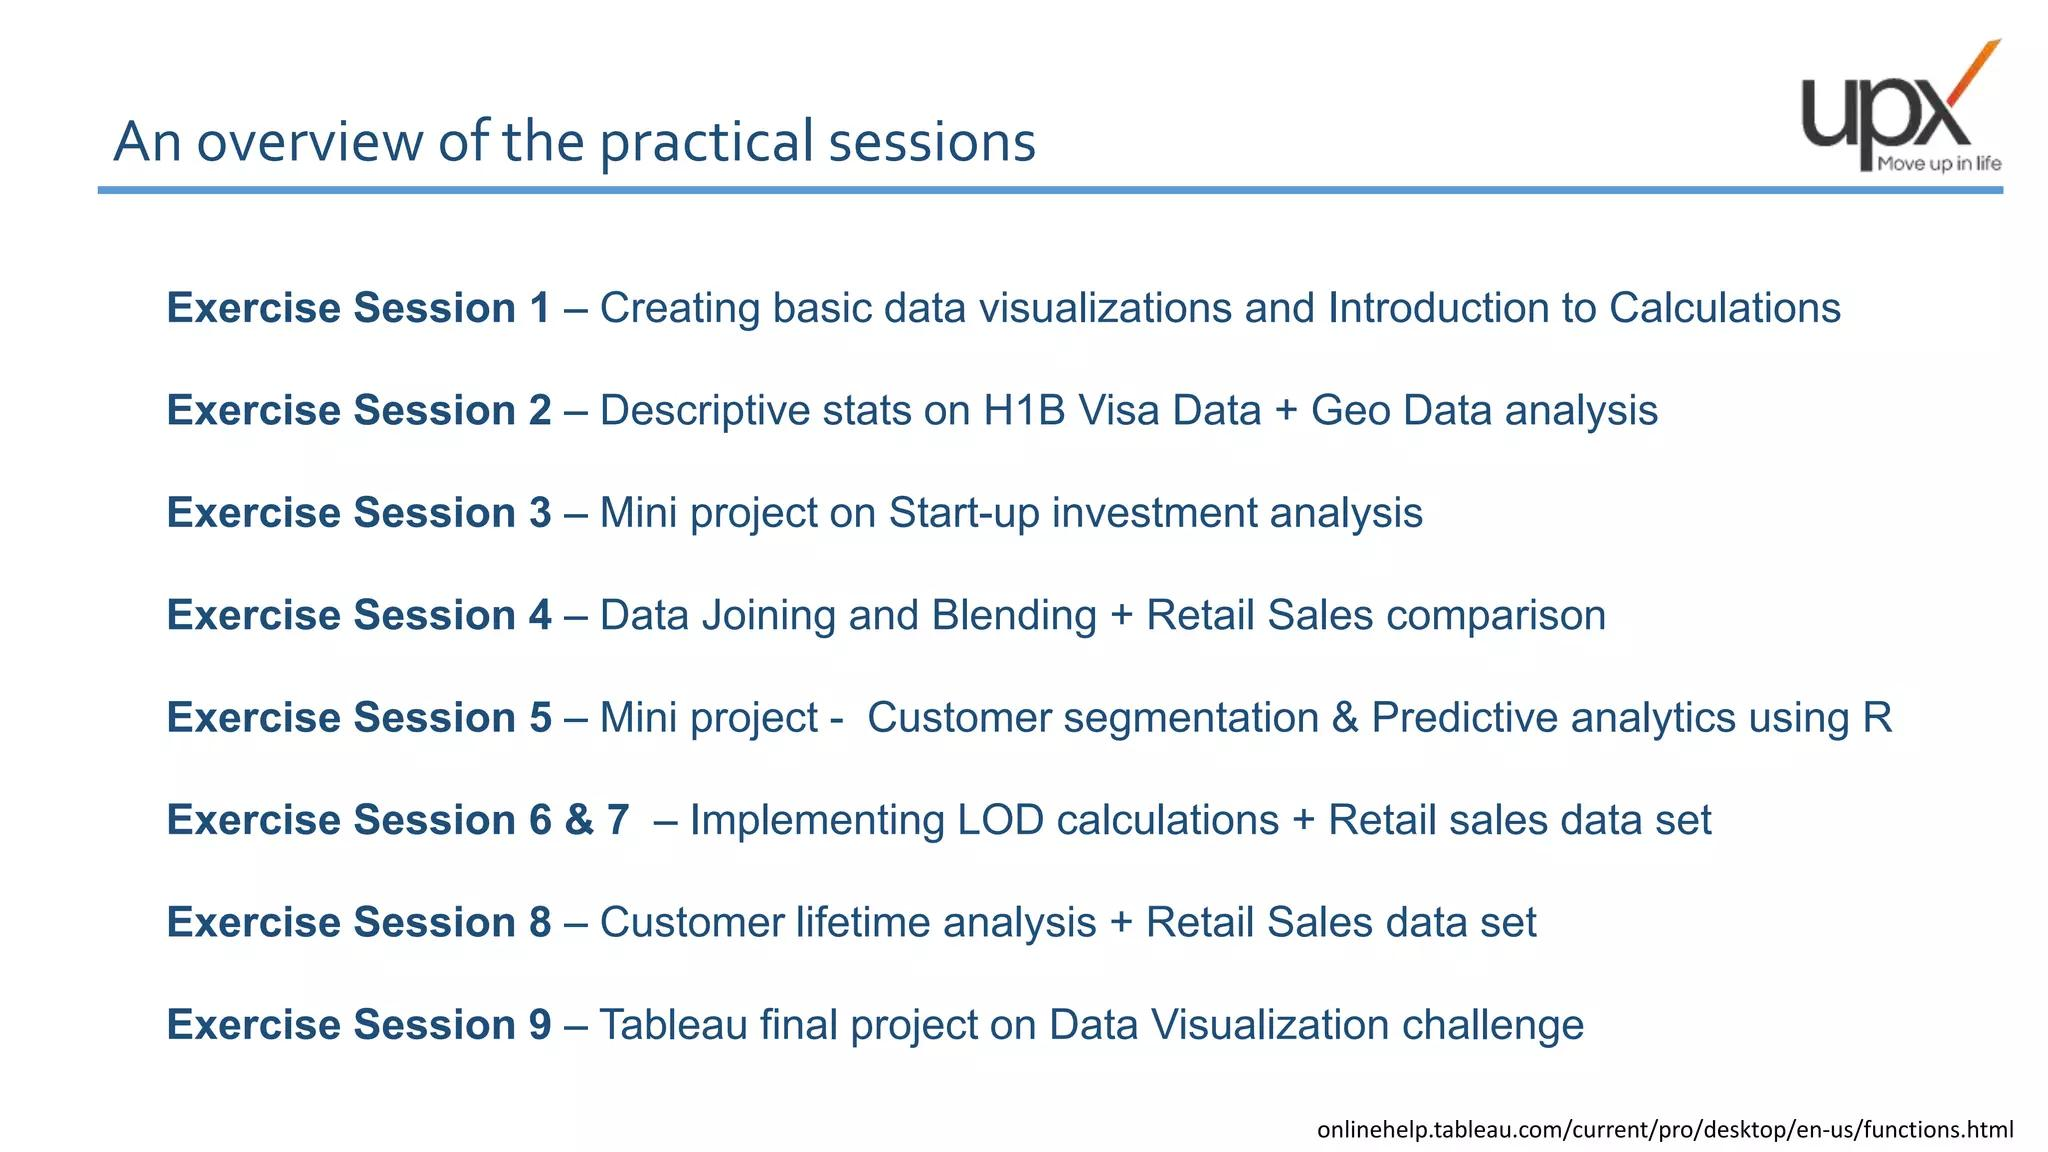 upx
Move up in life
An overview of the practical sessions
Exercise Session 1 – Creating basic data visualizations and Introduction to Calculations
Exercise Session 2 – Descriptive stats on H1B Visa Data + Geo Data analysis
Exercise Session 3 – Mini project on Start-up investment analysis
Exercise Session 4 – Data Joining and Blending + Retail Sales comparison
Exercise Session 5 – Mini project -  Customer segmentation & Predictive analytics using R
Exercise Session 6 & 7  – Implementing LOD calculations + Retail sales data set
Exercise Session 8 – Customer lifetime analysis + Retail Sales data set
Exercise Session 9 – Tableau final project on Data Visualization challenge
onlinehelp.tableau.com/current/pro/desktop/en-us/functions.html